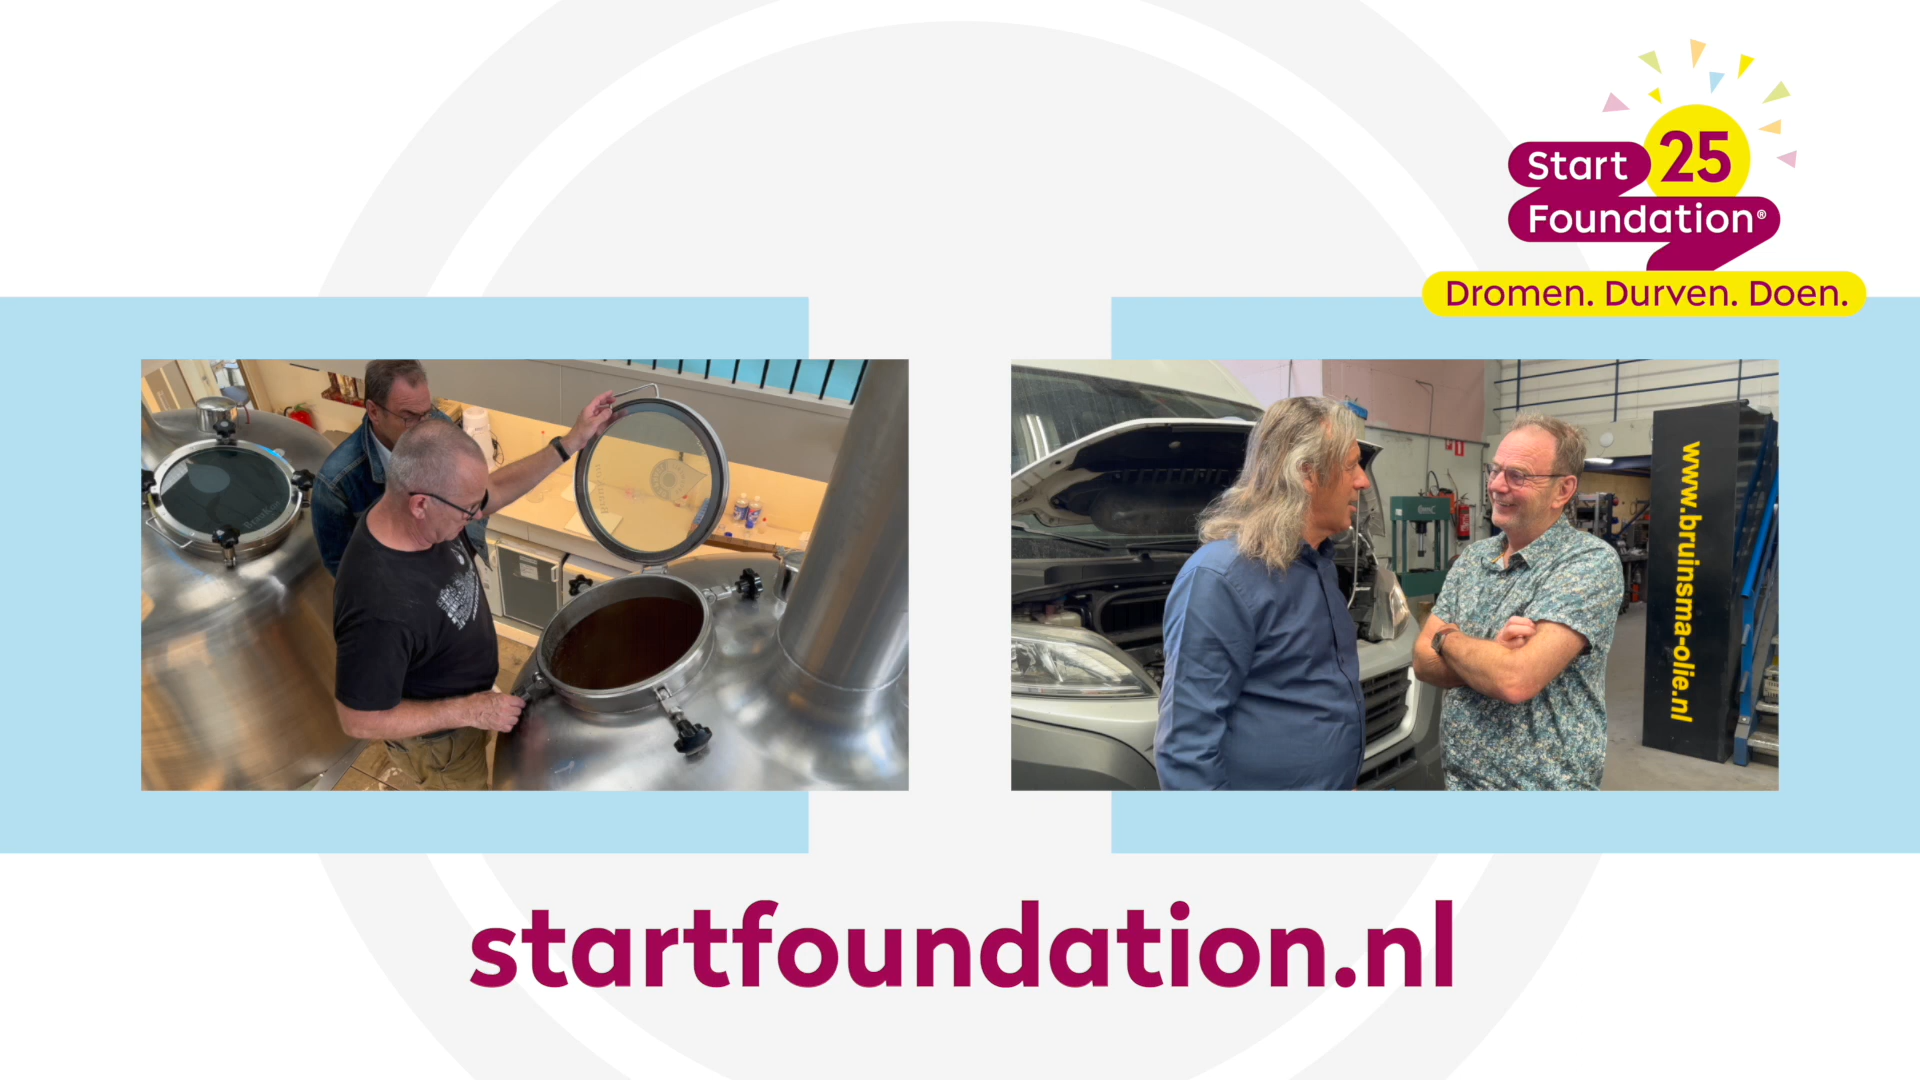 Start 25
Foundation®
Dromen. Durven. Doen.
www.bruinsma-olie.nl
startfoundation.nl